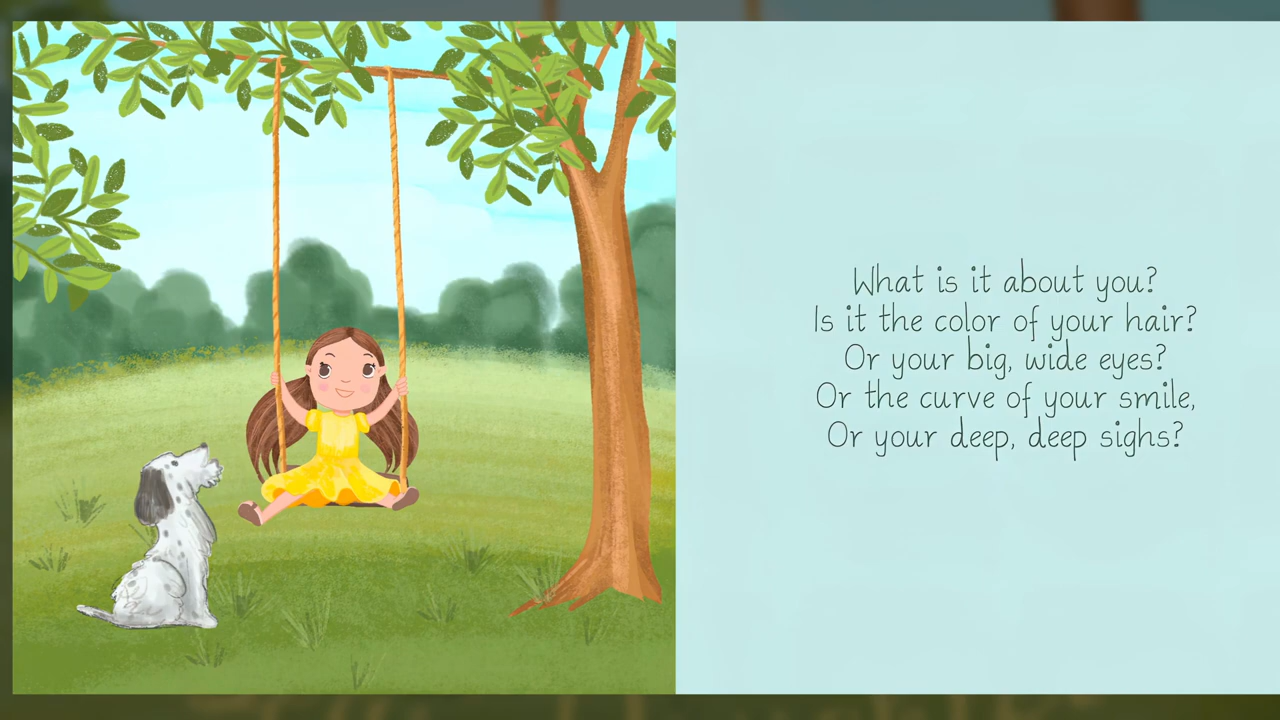 What is it about you?
Is it the color of your hair?
Or your big, wide eyes?
Or the curve of your smile,
Or your deep, deep sighs?